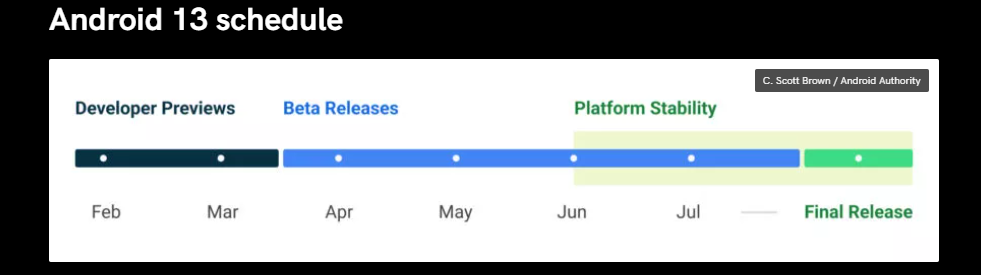 Android 13 schedule
C. Scott Brown / Android Authority
Developer Previews
Beta Releases
Platform Stability
Feb
Mar
Apr
May
Jun
Jul
Final Release